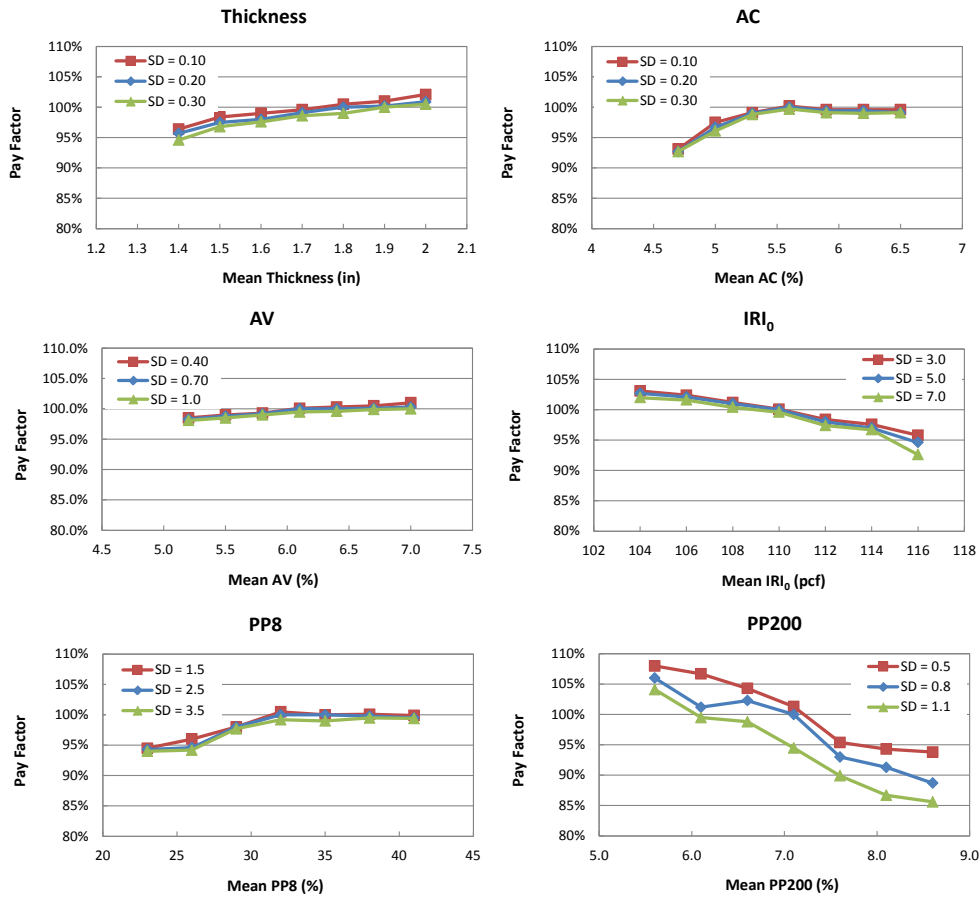 Thickness
110%
105%
100%
95%
90%
85%
80%
Pay Factor
SD = 0.10
SD = 0.20
SD = 0.30
1.2 1.3 1.4 1.5 1.6 1.7 1.8 1.9 2 2.1
Mean Thickness (in)
AC
110%
105%
100%
95%
90%
85%
80%
Pay Factor
SD = 0.10
SD = 0.20
SD = 0.30
4 4.5 5 5.5 6 6.5 7
Mean AC (%)
AV
110.0%
105.0%
100.0%
95.0%
90.0%
85.0%
80.0%
Pay Factor
SD = 0.40
SD = 0.70
SD = 1.0
4.5 5.0 5.5 6.0 6.5 7.0 7.5
Mean AV (%)
IRI₀
110%
105%
100%
95%
90%
85%
80%
Pay Factor
SD = 3.0
SD = 5.0
SD = 7.0
102 104 106 108 110 112 114 116 118
Mean IRI₀ (pcf)
PP8
110%
105%
100%
95%
90%
85%
80%
Pay Factor
SD = 1.5
SD = 2.5
SD = 3.5
20 25 30 35 40 45
Mean PP8 (%)
PP200
110%
105%
100%
95%
90%
85%
80%
Pay Factor
SD = 0.5
SD = 0.8
SD = 1.1
5.0 6.0 7.0 8.0 9.0
Mean PP200 (%)